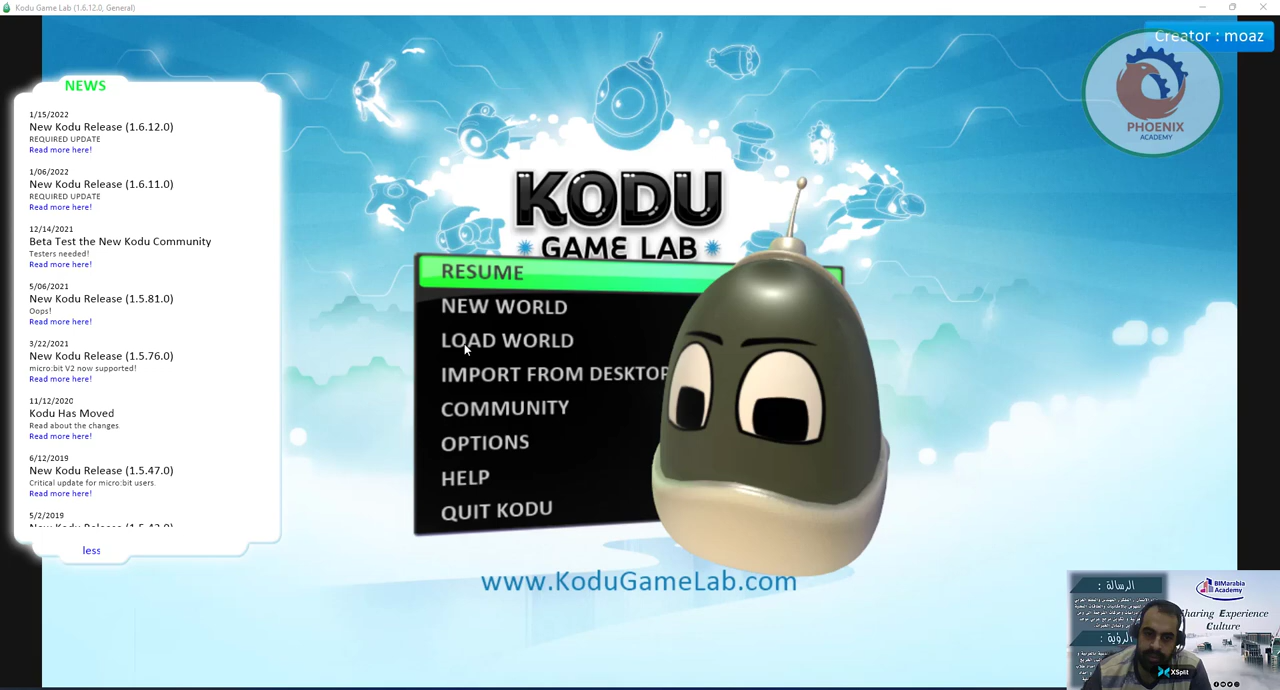 Kodu Game Lab (1.6.12.0, General)
Creator : moaz
PHOENIX
ACADEMY
NEWS
1/15/2022
New Kodu Release (1.6.12.0)
REQUIRED UPDATE
Read more here!
1/06/2022
New Kodu Release (1.6.11.0)
REQUIRED UPDATE
Read more here!
12/14/2021
Beta Test the New Kodu Community
Testers needed!
Read more here!
5/06/2021
New Kodu Release (1.5.81.0)
Oops!
Read more here!
3/22/2021
New Kodu Release (1.5.76.0)
micro:bit V2 now supported!
Read more here!
11/12/2020
Kodu Has Moved
Read about the changes
Read more here!
6/12/2019
New Kodu Release (1.5.47.0)
Critical update for micro:bit users.
Read more here!
5/2/2019
less
KODU
GAME LAB
RESUME
NEW WORLD
LOAD WORLD
IMPORT FROM DESKTOP
COMMUNITY
OPTIONS
HELP
QUIT KODU
www.KoduGameLab.com
الرسالة :
الرؤية :
BIMarabia
Academy
Sharing Experience
Culture
XSplit